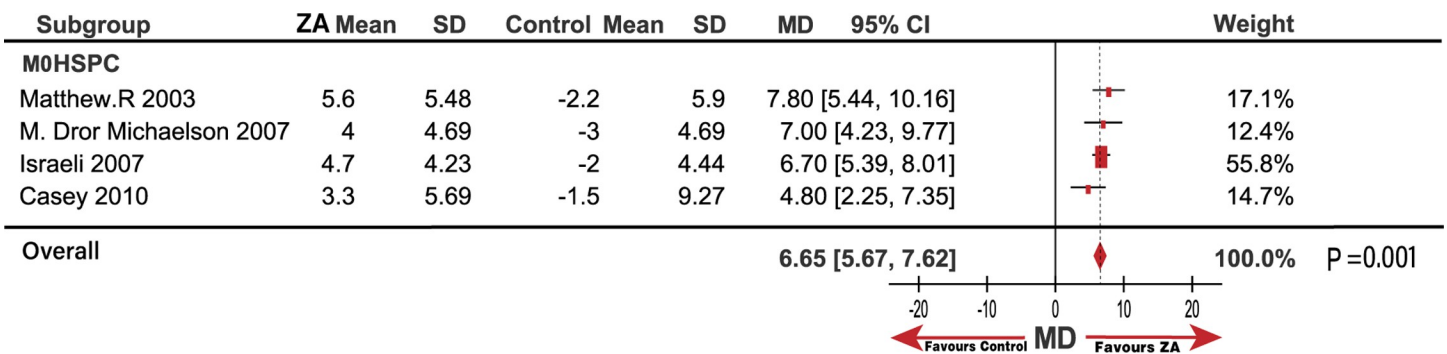 Subgroup ZA Mean SD Control Mean SD MD 95% CI Weight
M0HSPC
Matthew.R 2003 5.6 5.48 -2.2 5.9 7.80 [5.44, 10.16] 17.1%
M. Dror Michaelson 2007 4 4.69 -3 4.69 7.00 [4.23, 9.77] 12.4%
Israeli 2007 4.7 4.23 -2 4.44 6.70 [5.39, 8.01] 55.8%
Casey 2010 3.3 5.69 -1.5 9.27 4.80 [2.25, 7.35] 14.7%
Overall 6.65 [5.67, 7.62] 100.0% P =0.001
-20 -10 0 10 20
Favours Control MD Favours ZA